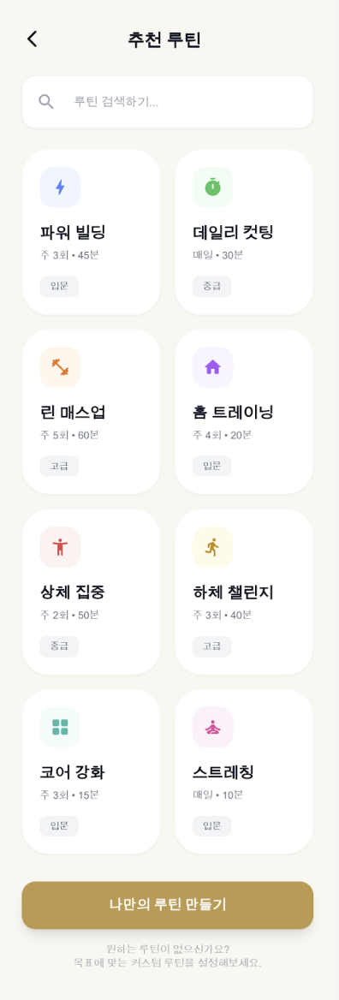 추천 루틴
루틴 검색하기...
파워 빌딩
주 3회 • 45분
입문
데일리 컷팅
매일 • 30분
중급
린 매스업
주 5회 • 60분
고급
홈 트레이닝
주 4회 • 20분
입문
상체 집중
주 2회 • 50분
중급
하체 챌린지
주 3회 • 40분
고급
코어 강화
주 3회 • 15분
입문
스트레칭
매일 • 10분
입문
나만의 루틴 만들기
원하는 루틴이 없으신가요?
목표에 맞는 커스텀 루틴을 설정해보세요.